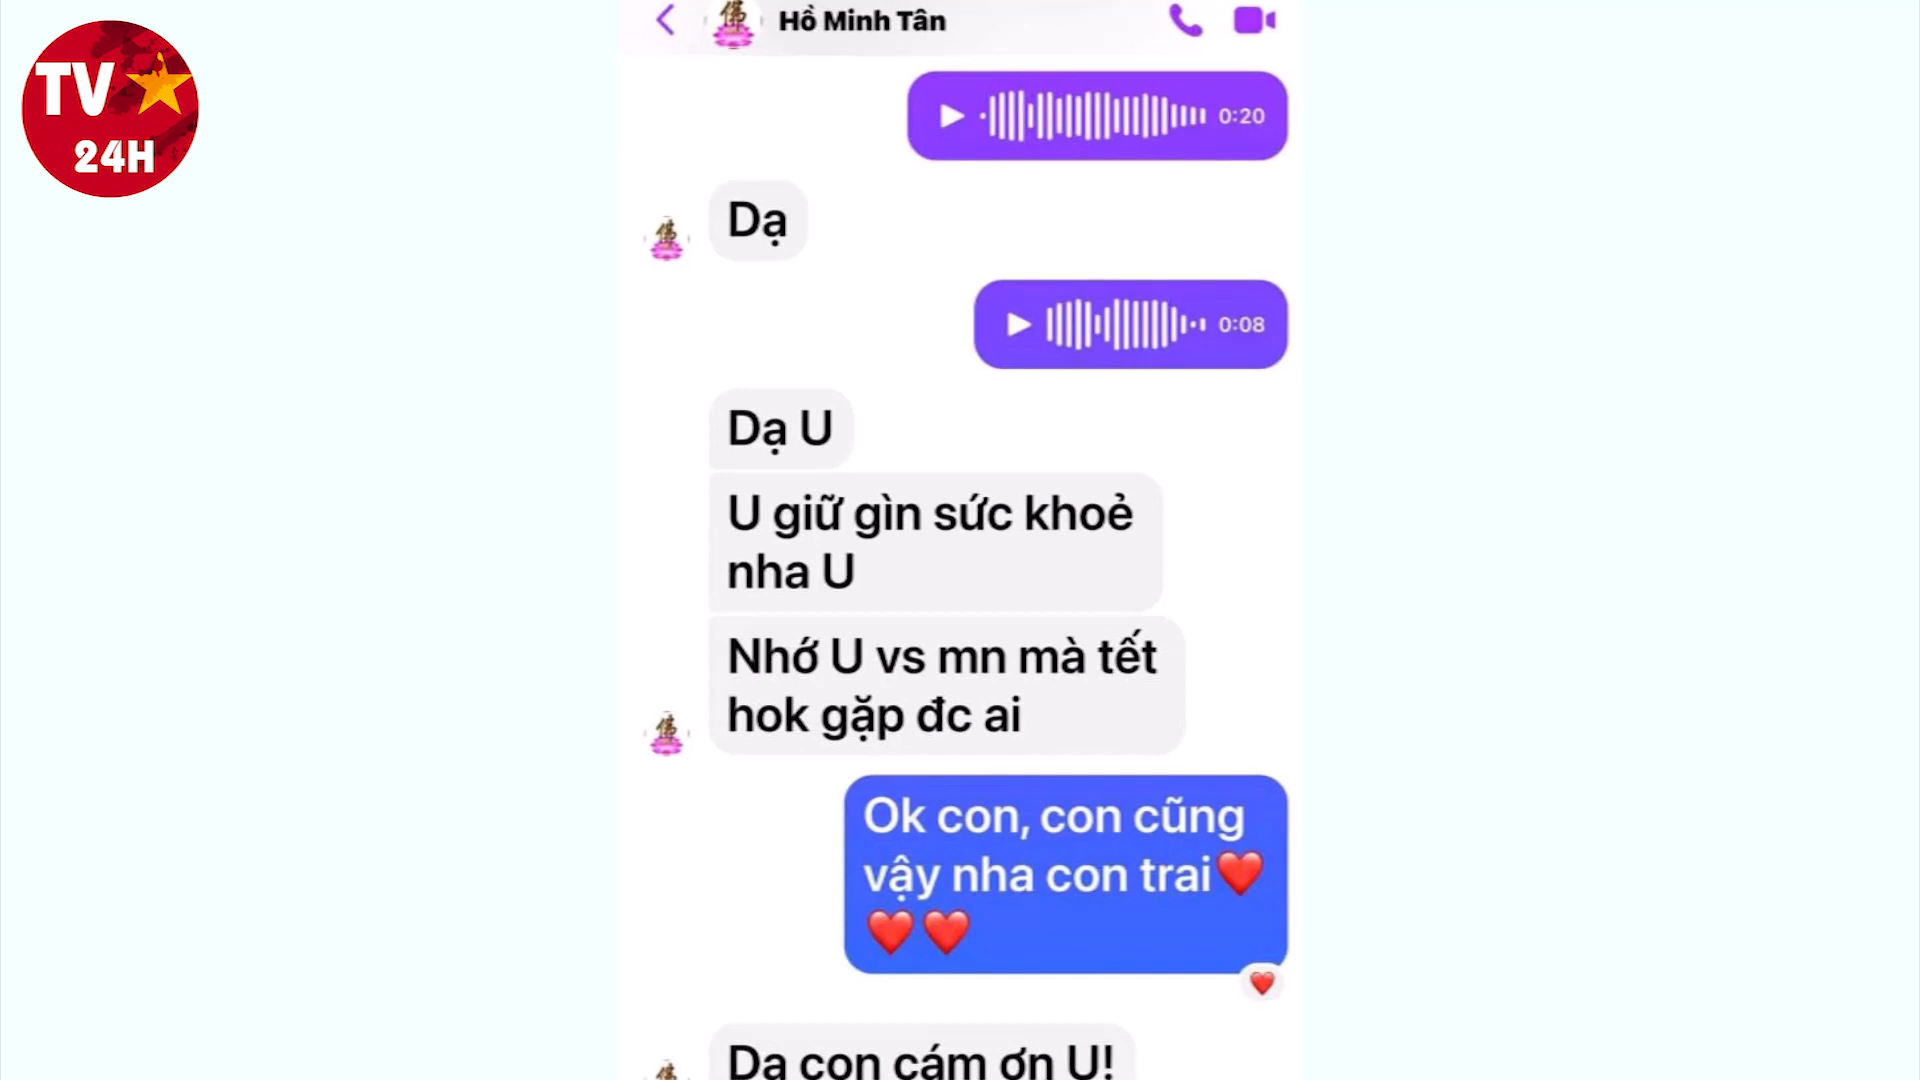 TV
24H
Hồ Minh Tân
0:20
Dạ
0:08
Dạ U
U giữ gìn sức khoẻ
nha U
Nhớ U vs mn mà tết
hok gặp đc ai
Ok con, con cũng
vậy nha con trai❤️
❤️❤️
❤️
Dạ con cám ơn U!
佛